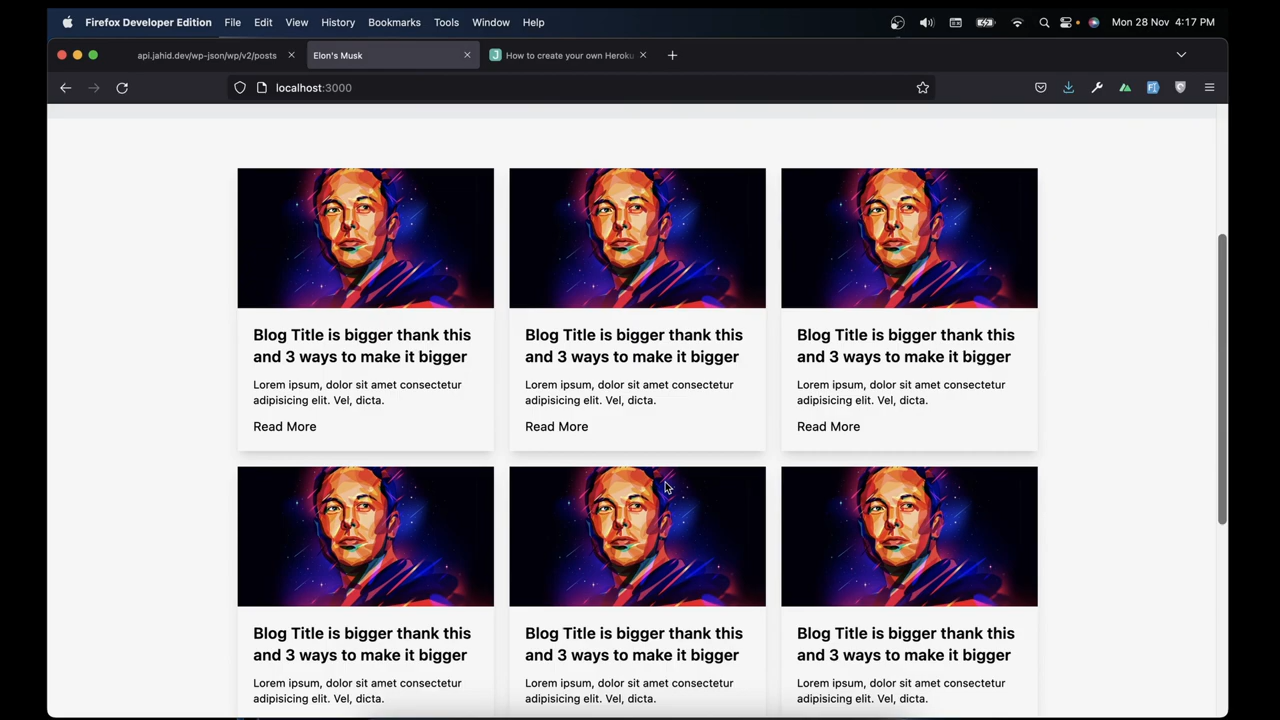 Firefox Developer Edition File Edit View History Bookmarks Tools Window Help Mon 28 Nov 4:17 PM
api.jahid.dev/wp-json/wp/v2/posts Elon's Musk How to create your own Heroku
localhost:3000
Blog Title is bigger thank this
and 3 ways to make it bigger
Lorem ipsum, dolor sit amet consectetur
adipisicing elit. Vel, dicta.
Read More
Blog Title is bigger thank this
and 3 ways to make it bigger
Lorem ipsum, dolor sit amet consectetur
adipisicing elit. Vel, dicta.
Read More
Blog Title is bigger thank this
and 3 ways to make it bigger
Lorem ipsum, dolor sit amet consectetur
adipisicing elit. Vel, dicta.
Read More
Blog Title is bigger thank this
and 3 ways to make it bigger
Lorem ipsum, dolor sit amet consectetur
adipisicing elit. Vel, dicta.
Blog Title is bigger thank this
and 3 ways to make it bigger
Lorem ipsum, dolor sit amet consectetur
adipisicing elit. Vel, dicta.
Blog Title is bigger thank this
and 3 ways to make it bigger
Lorem ipsum, dolor sit amet consectetur
adipisicing elit. Vel, dicta.